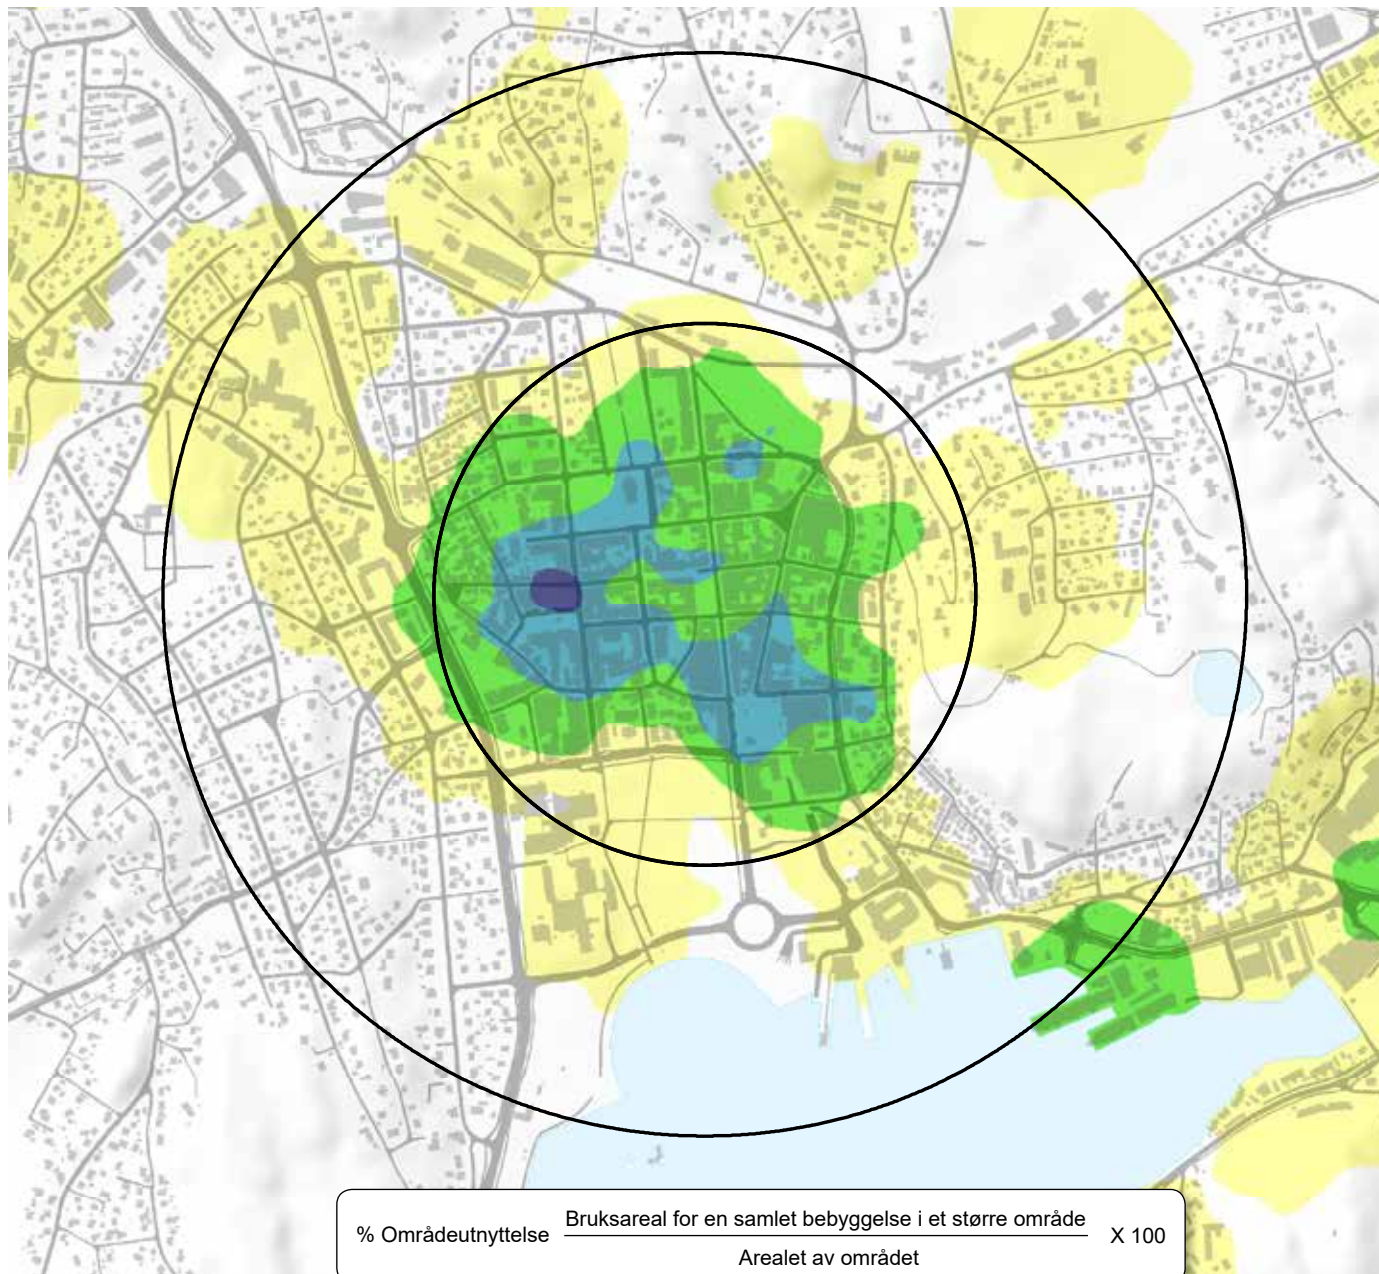 % Områdeutnyttelse
Bruksareal for en samlet bebyggelse i et større område
Arealet av området
X 100